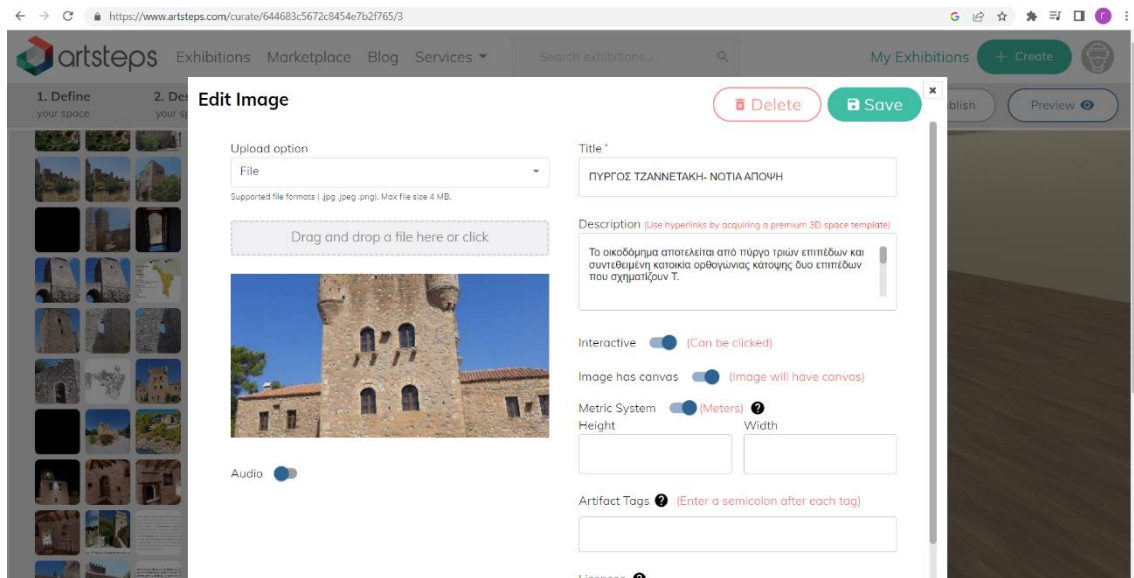 https://www.artsteps.com/curate/644683c5672c8454e7b2f765/3
artsteps Exhibitions Marketplace Blog Services Search exhibitions... My Exhibitions + Create
1. Define
your space
2. Des
your sp
blish
Preview
Edit Image
Delete
Save
Upload option
File
Supported file formats ( .jpg .jpeg .png). Max file size 4 MB.
Drag and drop a file here or click
Audio
Title *
ΠΥΡΓΟΣ ΤΖΑΝΝΕΤΑΚΗ- ΝΟΤΙΑ ΑΠΟΨΗ
Description (Use hyperlinks by acquiring a premium 3D space template)
Το οικοδόμημα αποτελείται από πύργο τριών επιπέδων και
συντεθειμένη κατοικία ορθογώνιας κάτοψης δυο επιπέδων
που σχηματίζουν Τ.
Interactive (Can be clicked)
Image has canvas (Image will have canvas)
Metric System (Meters) ?
Height Width
Artifact Tags ? (Enter a semicolon after each tag)